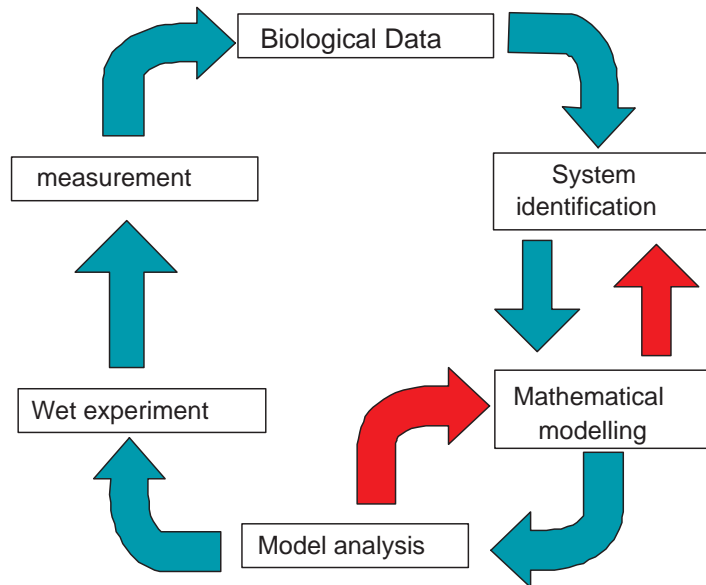 Biological Data
System
identification
measurement
Mathematical
modelling
Wet experiment
Model analysis